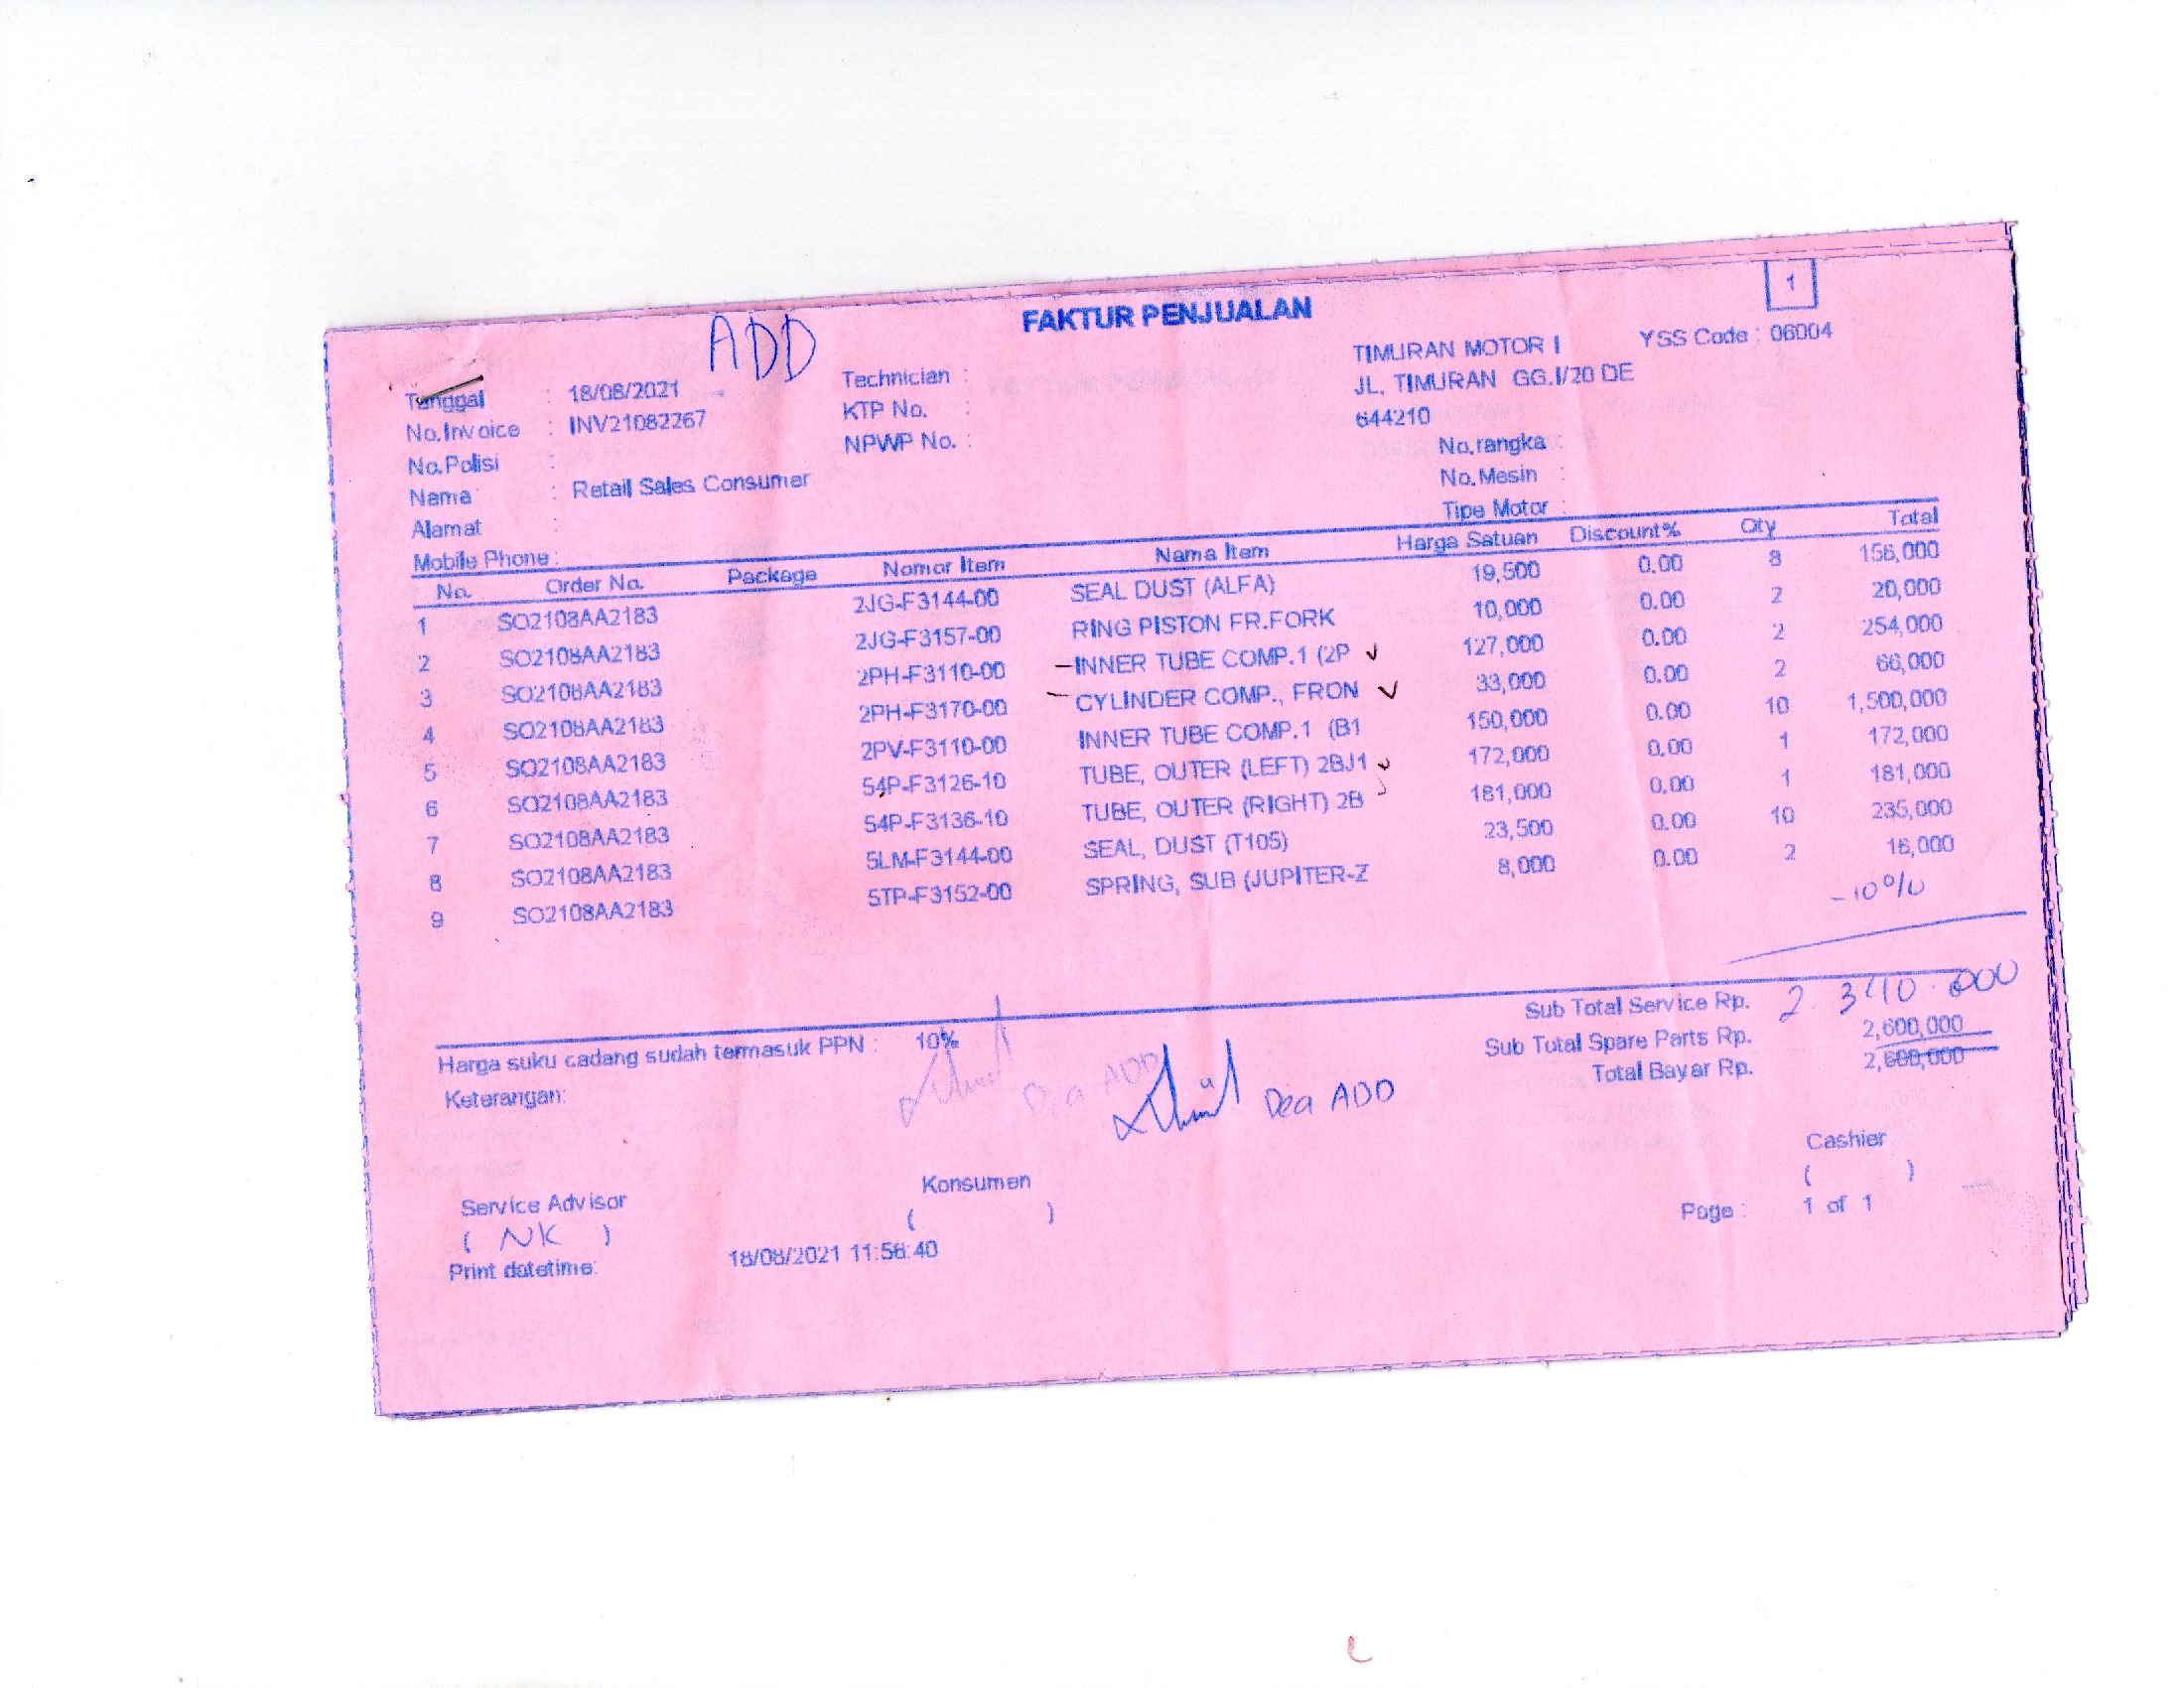 FAKTUR PENJUALAN
1
ADD
Tanggal : 18/08/2021
No.Invoice : INV21082267
No.Polisi :
Nama : Retail Sales Consumer
Alamat :
Mobile Phone :
Technician :
KTP No. :
NPWP No. :
TIMURAN MOTOR I YSS Code : 06004
JL. TIMURAN GG.I/20 DE
644210
No.rangka :
No.Mesin :
Tipe Motor :
No. Order No. Package Nomor Item Nama Item Harga Satuan Discount% Qty Total
1 SO2108AA2183 2JG-F3144-00 SEAL DUST (ALFA) 19,500 0.00 8 156,000
2 SO2108AA2183 2JG-F3157-00 RING PISTON FR.FORK 10,000 0.00 2 20,000
3 SO2108AA2183 2PH-F3110-00 INNER TUBE COMP.1 (2P 127,000 0.00 2 254,000
4 SO2108AA2183 2PH-F3170-00 CYLINDER COMP., FRON 33,000 0.00 2 66,000
5 SO2108AA2183 2PV-F3110-00 INNER TUBE COMP.1 (B1 150,000 0.00 10 1,500,000
6 SO2108AA2183 54P-F3126-10 TUBE, OUTER (LEFT) 2BJ1 172,000 0.00 1 172,000
7 SO2108AA2183 54P-F3136-10 TUBE, OUTER (RIGHT) 2B 181,000 0.00 1 181,000
8 SO2108AA2183 5LM-F3144-00 SEAL, DUST (T105) 23,500 0.00 10 235,000
9 SO2108AA2183 5TP-F3152-00 SPRING, SUB (JUPITER-Z 8,000 0.00 2 16,000
-10%
Harga suku cadang sudah termasuk PPN : 10%
Keterangan:
Sub Total Service Rp. 2.340.000
Sub Total Spare Parts Rp. 2,600,000
Total Bayar Rp. 2,600,000
Dea ADD
Dea ADD
Service Advisor Konsumen Cashier
( NK ) ( ) ( )
Print datetime: 18/08/2021 11:56:40 Page : 1 of 1